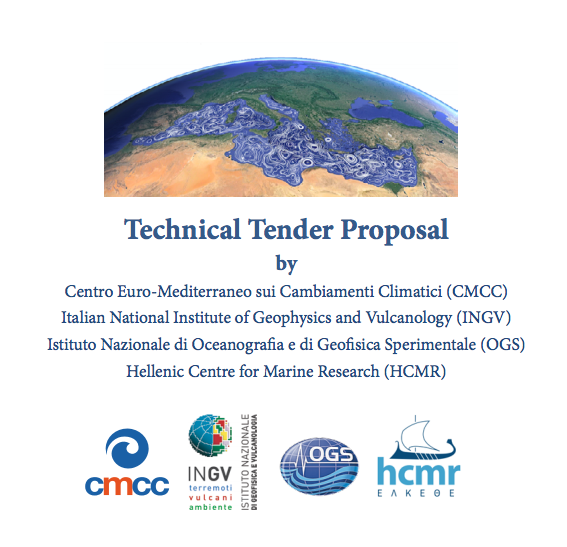 Technical Tender Proposal
by
Centro Euro-Mediterraneo sui Cambiamenti Climatici (CMCC)
Italian National Institute of Geophysics and Vulcanology (INGV)
Istituto Nazionale di Oceanografia e di Geofisica Sperimentale (OGS)
Hellenic Centre for Marine Research (HCMR)
cmcc
INGV
terremoti
vulcani
ambiente
ISTITUTO NAZIONALE
DI GEOFISICA E VULCANOLOGIA
OGS
hcmr
ΕΛΚΕΘΕ